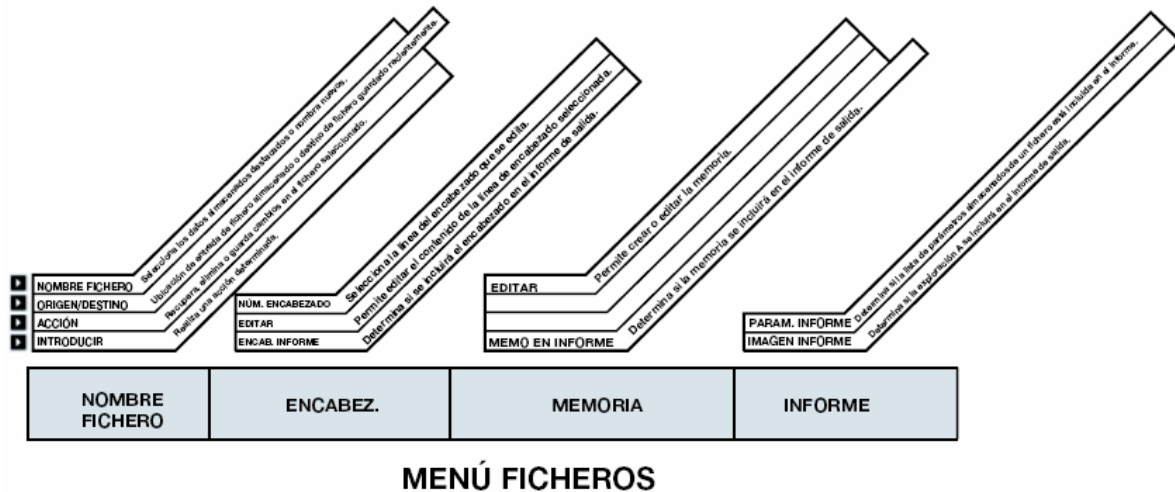 NOMBRE FICHERO Selecciona los datos almacenados destacados o nombra nuevos.
ORIGEN/DESTINO Ubicación de entrada de fichero almacenado o destino de fichero guardado recientemente.
ACCIÓN Recupera, elimina o guarda cambios en el fichero seleccionado.
INTRODUCIR Realiza una acción determinada.
NÚM. ENCABEZADO Selecciona la línea del encabezado que se edita.
EDITAR Permite editar el contenido de la línea de encabezado seleccionada.
ENCAB. INFORME Determina si se incluirá el encabezado en el informe de salida.
EDITAR Permite crear o editar la memoria.
MEMO EN INFORME Determina si la memoria se incluirá en el informe de salida.
PARAM. INFORME Determina si la lista de parámetros almacenados de un fichero está incluida en el informe.
IMAGEN INFORME Determina si la exploración A se incluirá en el informe de salida.
NOMBRE
FICHERO
ENCABEZ.
MEMORIA
INFORME
MENÚ FICHEROS